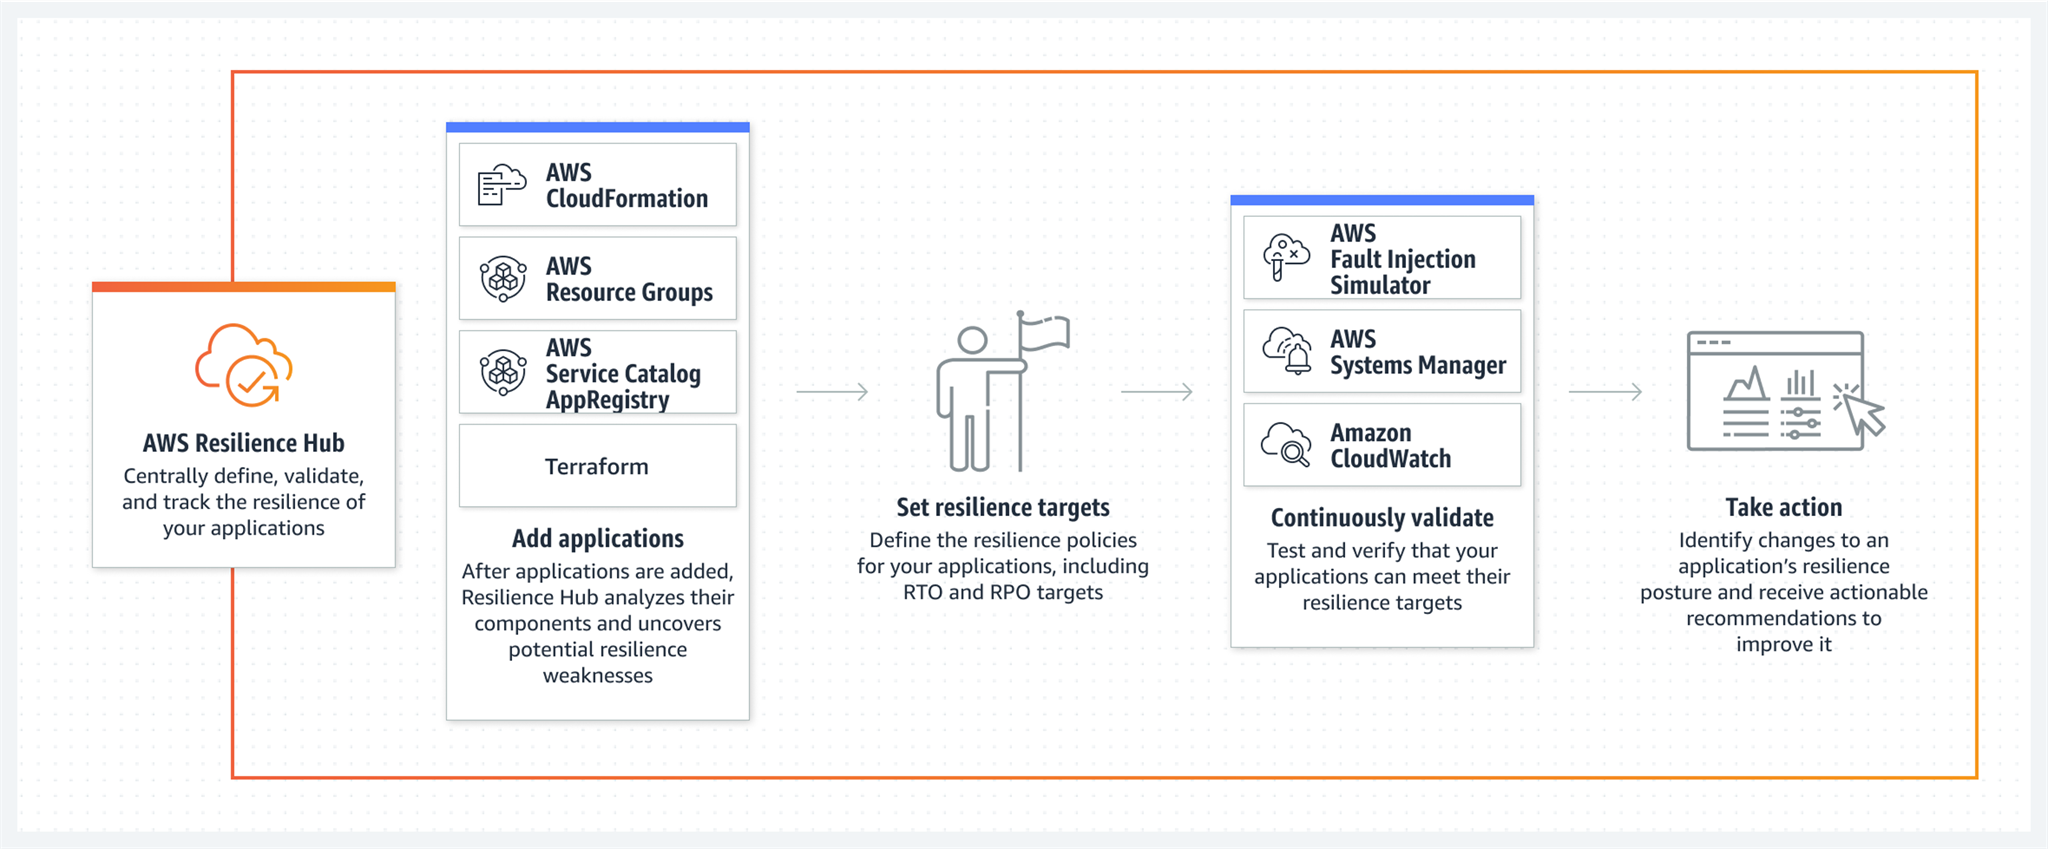 AWS Resilience Hub
Centrally define, validate,
and track the resilience of
your applications
AWS
CloudFormation
AWS
Resource Groups
AWS
Service Catalog
AppRegistry
Terraform
Add applications
After applications are added,
Resilience Hub analyzes their
components and uncovers
potential resilience
weaknesses
Set resilience targets
Define the resilience policies
for your applications, including
RTO and RPO targets
AWS
Fault Injection
Simulator
AWS
Systems Manager
Amazon
CloudWatch
Continuously validate
Test and verify that your
applications can meet their
resilience targets
Take action
Identify changes to an
application’s resilience
posture and receive actionable
recommendations to
improve it